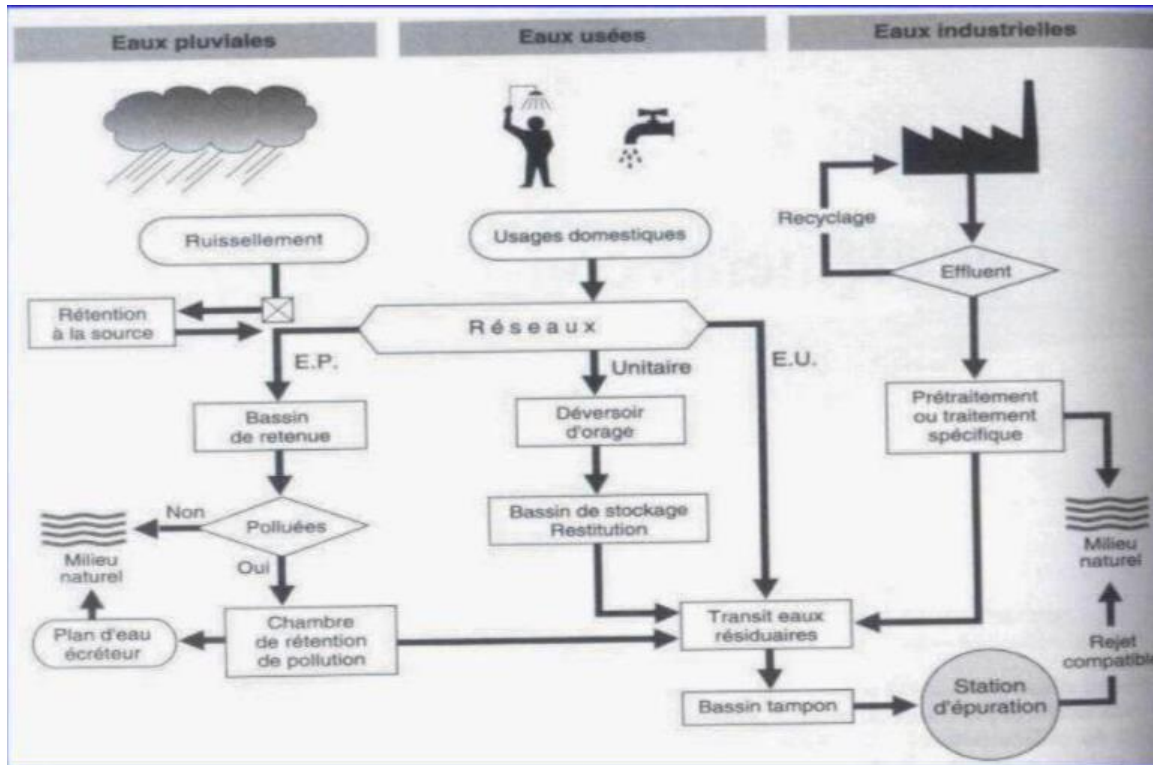 Eaux pluviales
Eaux usées
Eaux industrielles
Ruissellement
Usages domestiques
Recyclage
Effluent
Rétention
à la source
Réseaux
E.P.
Unitaire
E.U.
Bassin
de retenue
Déversoir
d'orage
Prétraitement
ou traitement
spécifique
Non
Polluées
Oui
Milieu
naturel
Bassin de stockage
Restitution
Milieu
naturel
Plan d'eau
écréteur
Chambre
de rétention
de pollution
Transit eaux
résiduaires
Rejet
compatible
Bassin tampon
Station
d'épuration